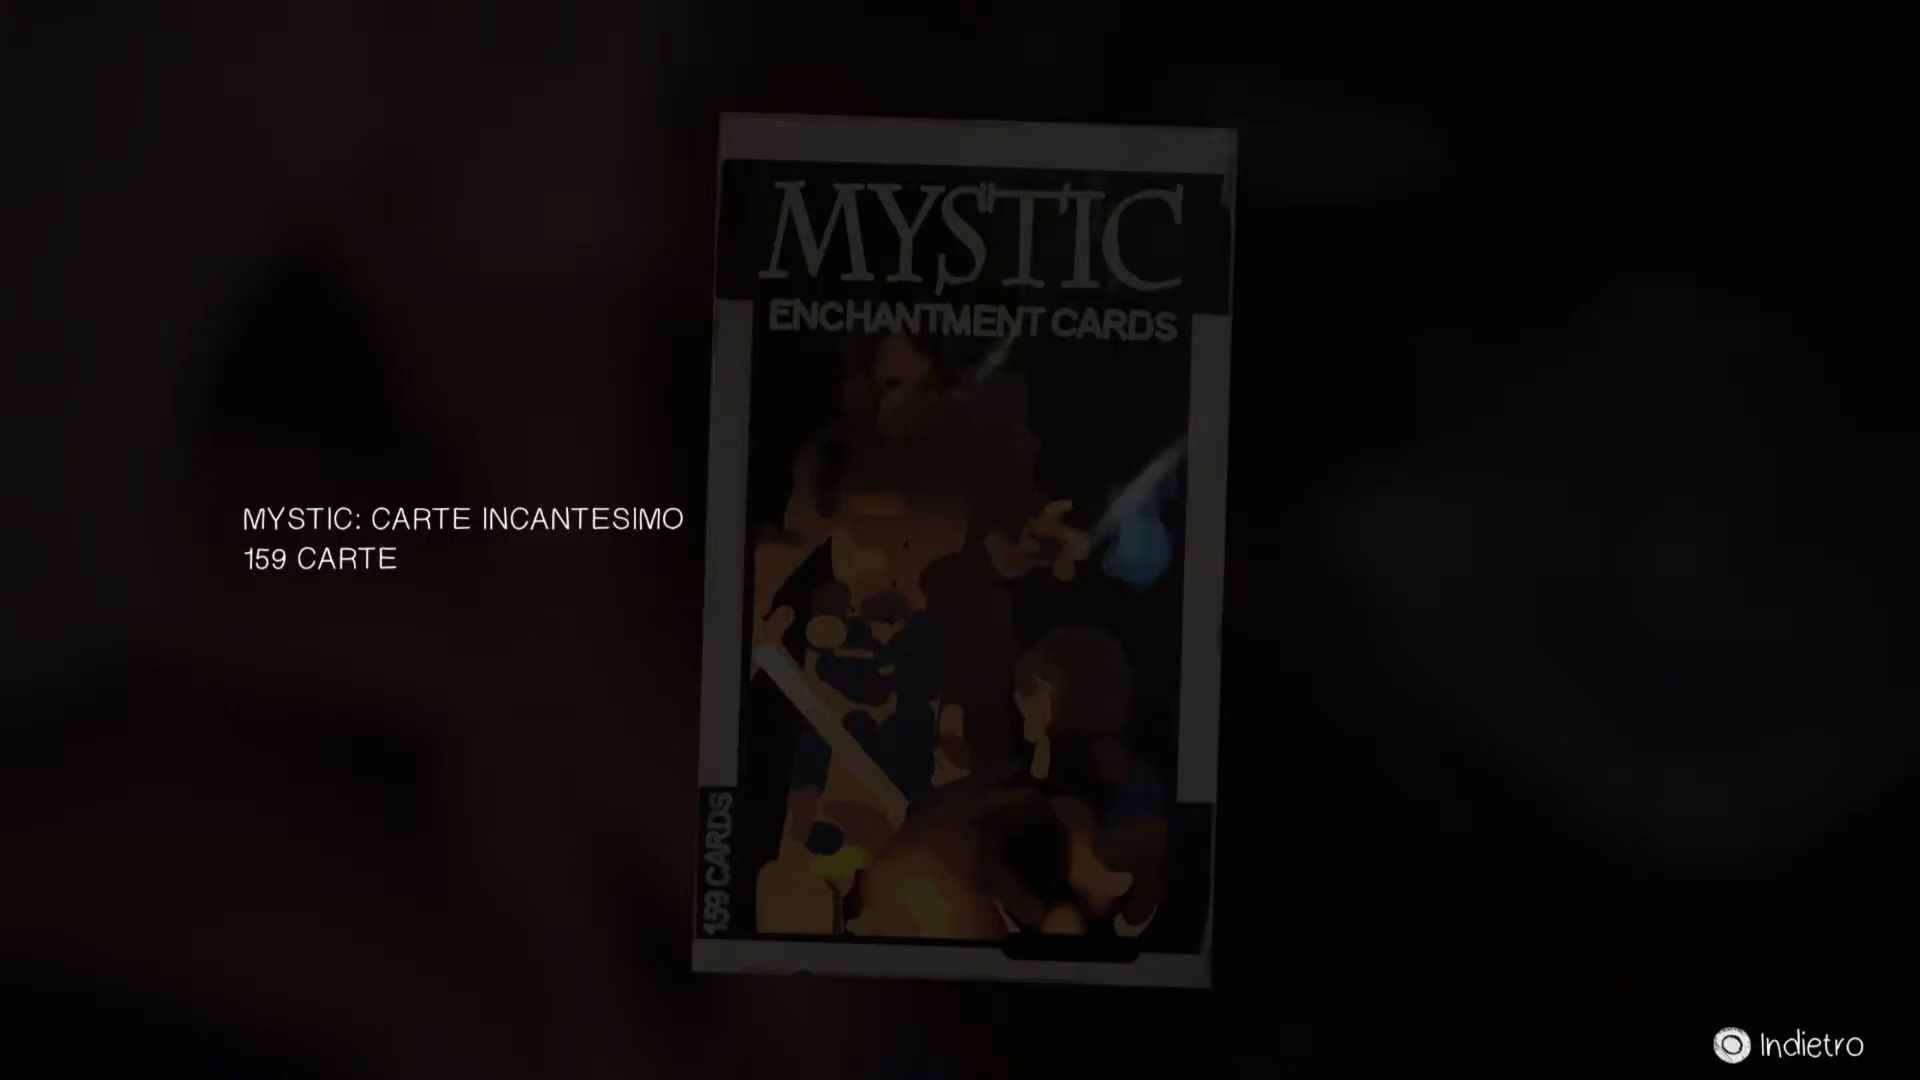 MYSTIC
ENCHANTMENT CARDS
MYSTIC: CARTE INCANTESIMO
159 CARTE
159 CARDS
Indietro